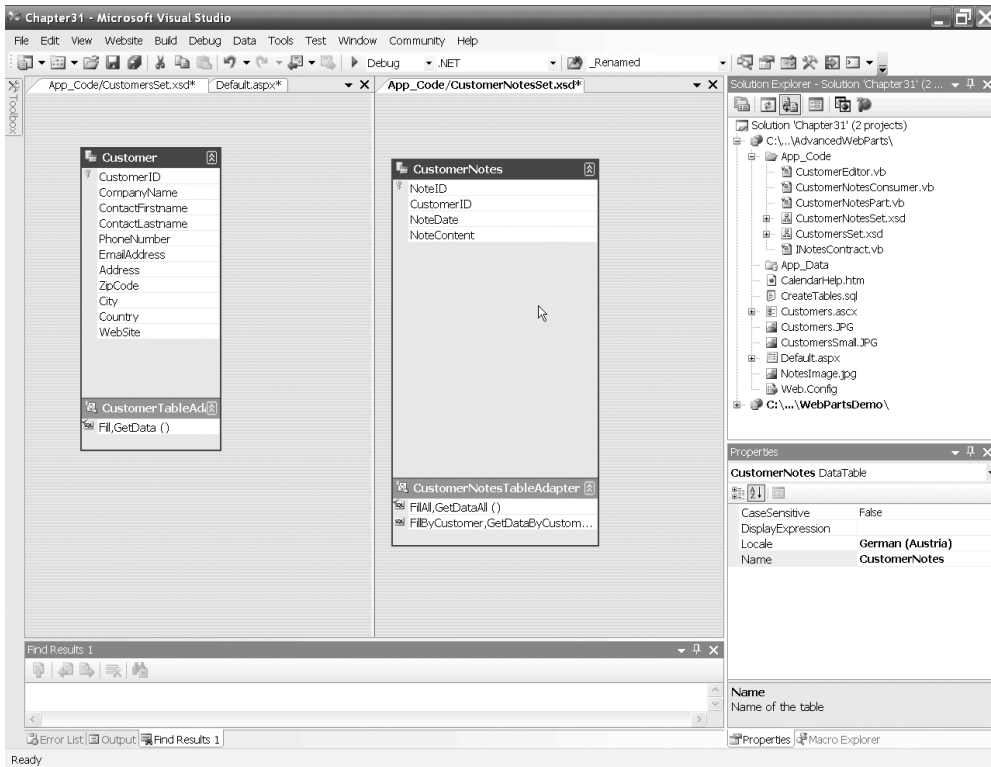 Chapter31 - Microsoft Visual Studio
File Edit View Website Build Debug Data Tools Test Window Community Help
Debug .NET _Renamed
Toolbox
App_Code/CustomersSet.xsd* Default.aspx*
App_Code/CustomerNotesSet.xsd*
Customer
CustomerID
CompanyName
ContactFirstname
ContactLastname
PhoneNumber
EmailAddress
Address
ZipCode
City
Country
WebSite
CustomerTableAd
Fill,GetData ()
CustomerNotes
NoteID
CustomerID
NoteDate
NoteContent
CustomerNotesTableAdapter
FillAll,GetDataAll ()
FillByCustomer,GetDataByCustom...
Solution Explorer - Solution 'Chapter31' (2 ...
Solution 'Chapter31' (2 projects)
C:\...\AdvancedWebParts\
App_Code
CustomerEditor.vb
CustomerNotesConsumer.vb
CustomerNotesPart.vb
CustomerNotesSet.xsd
CustomersSet.xsd
INotesContract.vb
App_Data
CalendarHelp.htm
CreateTables.sql
Customers.ascx
Customers.JPG
CustomersSmall.JPG
Default.aspx
NotesImage.jpg
Web.Config
C:\...\WebPartsDemo\
Properties
CustomerNotes DataTable
CaseSensitive False
DisplayExpression
Locale German (Austria)
Name CustomerNotes
Name
Name of the table
Properties Macro Explorer
Find Results 1
Error List Output Find Results 1
Ready